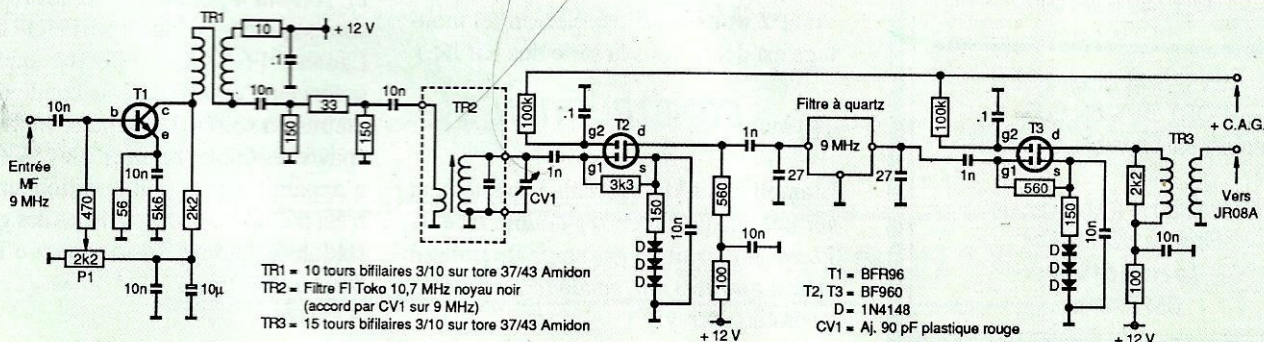 TR1
10
+ 12 V
.1
T1
10n
b
c
e
Entrée
MF
9 MHz
10n
470
56
5k6
2k2
2k2
P1
10n
10µ
10n
150
33
150
10n
TR2
CV1
1n
100k
.1
T2
g2
d
g1
s
3k3
150
D
D
D
10n
560
10n
100
+ 12 V
1n
27
Filtre à quartz
9 MHz
27
1n
100k
.1
T3
g2
d
g1
s
560
150
D
D
D
10n
2k2
10n
100
+ 12 V
TR3
+ C.A.G.
Vers
JR08A
TR1 = 10 tours bifilaires 3/10 sur tore 37/43 Amidon
TR2 = Filtre FI Toko 10,7 MHz noyau noir
(accord par CV1 sur 9 MHz)
TR3 = 15 tours bifilaires 3/10 sur tore 37/43 Amidon
T1 = BFR96
T2, T3 = BF960
D = 1N4148
CV1 = Aj. 90 pF plastique rouge